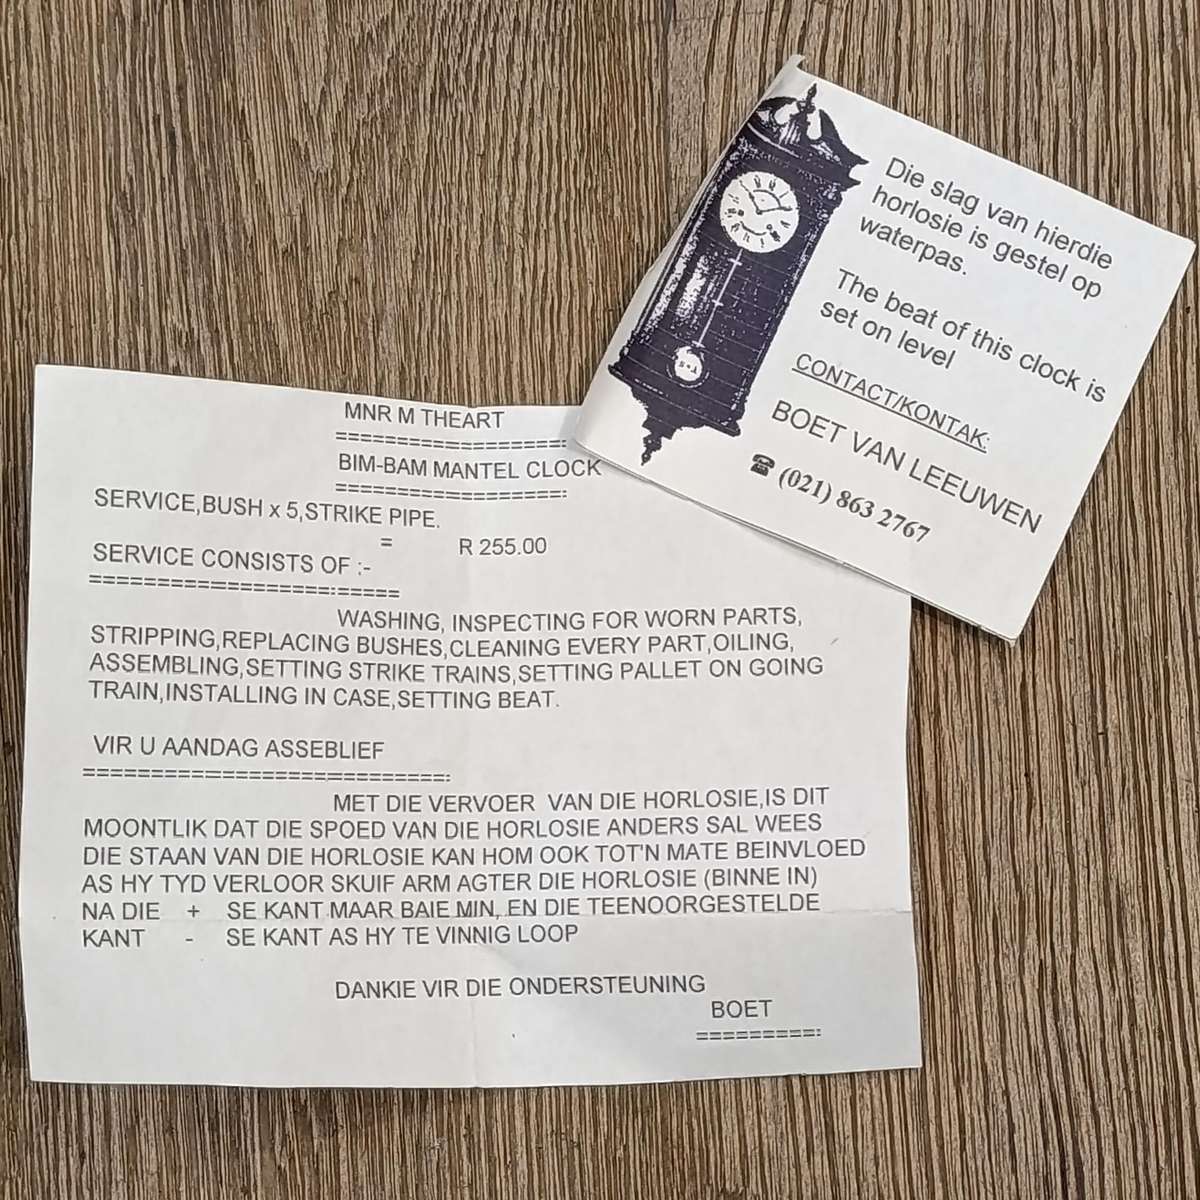 MNR M THEART
====================:
BIM-BAM MANTEL CLOCK
====================:
SERVICE,BUSH x 5,STRIKE PIPE.
= R 255.00
SERVICE CONSISTS OF :-
=====================:=====
WASHING, INSPECTING FOR WORN PARTS,
STRIPPING,REPLACING BUSHES,CLEANING EVERY PART,OILING,
ASSEMBLING,SETTING STRIKE TRAINS,SETTING PALLET ON GOING
TRAIN,INSTALLING IN CASE,SETTING BEAT.
VIR U AANDAG ASSEBLIEF
================================:
MET DIE VERVOER VAN DIE HORLOSIE,IS DIT
MOONTLIK DAT DIE SPOED VAN DIE HORLOSIE ANDERS SAL WEES
DIE STAAN VAN DIE HORLOSIE KAN HOM OOK TOT'N MATE BEINVLOED
AS HY TYD VERLOOR SKUIF ARM AGTER DIE HORLOSIE (BINNE IN)
NA DIE + SE KANT MAAR BAIE MIN, EN DIE TEENOORGESTELDE
KANT - SE KANT AS HY TE VINNIG LOOP
DANKIE VIR DIE ONDERSTEUNING
BOET
==========:
Die slag van hierdie
horlosie is gestel op
waterpas.
The beat of this clock is
set on level
CONTACT/KONTAK:
BOET VAN LEEUWEN
☎ (021) 863 2767